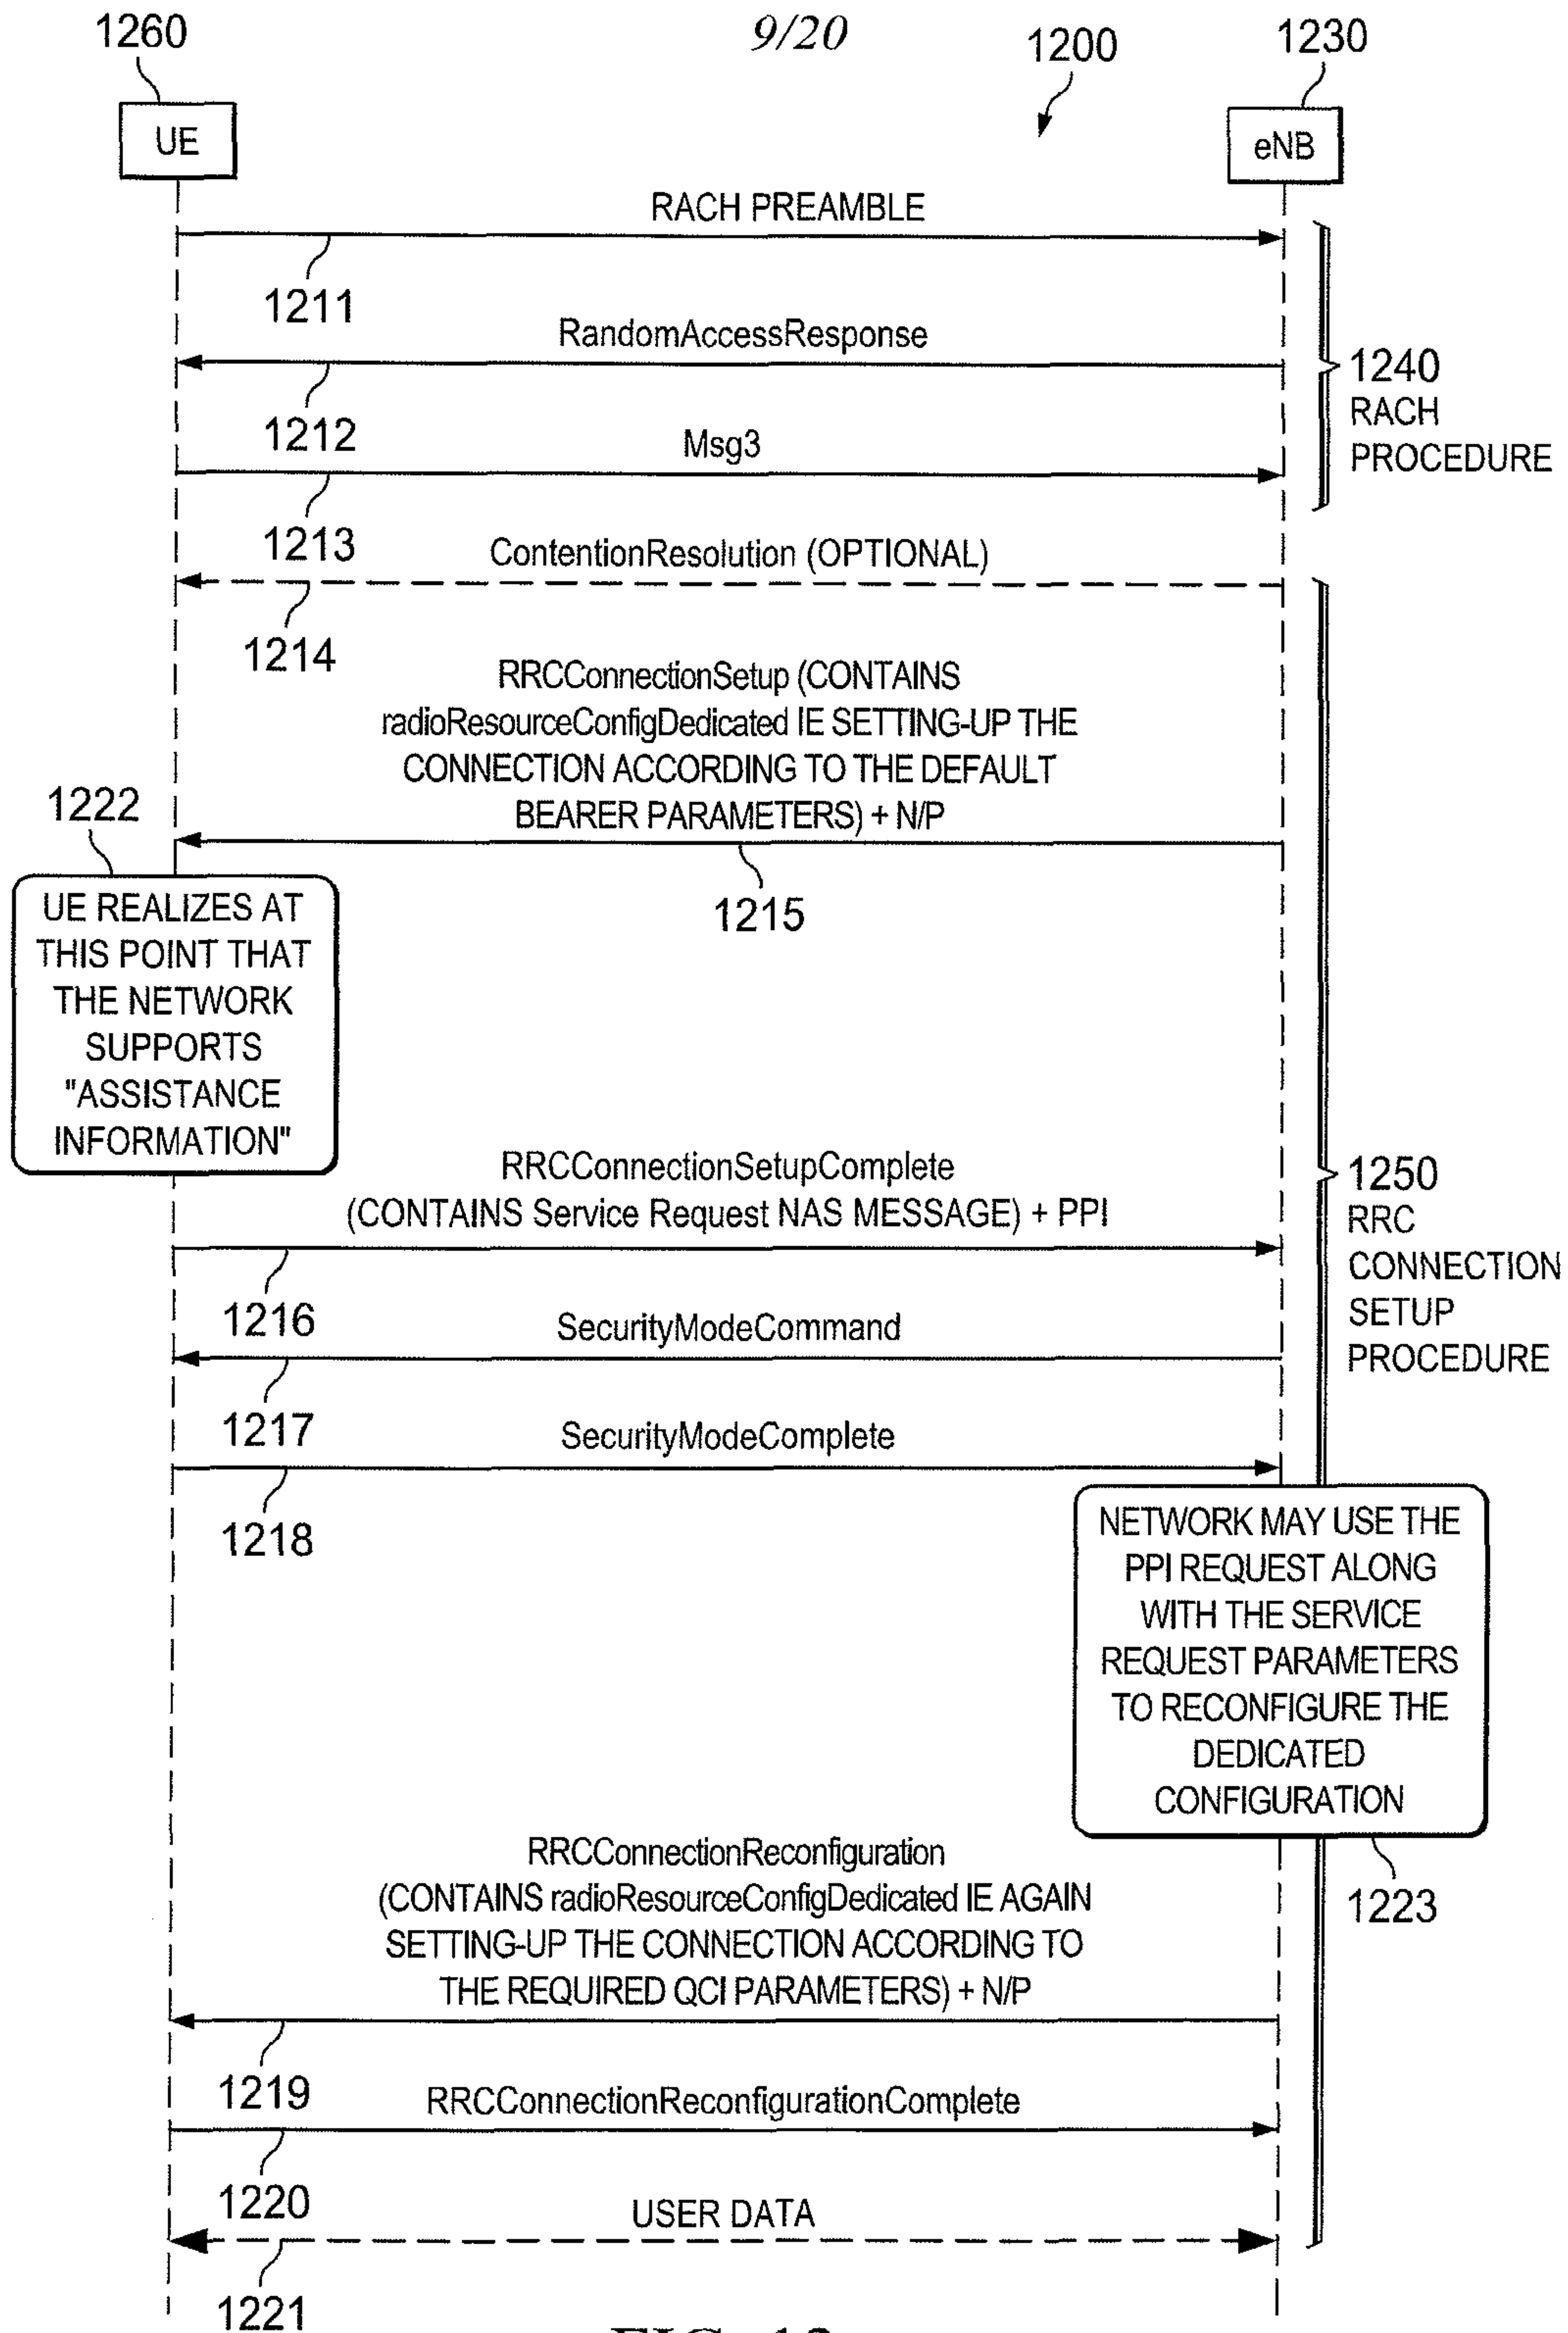 9/20
1260
1200
1230
UE
eNB
RACH PREAMBLE
1211
RandomAccessResponse
1240
RACH
PROCEDURE
1212
Msg3
1213
ContentionResolution (OPTIONAL)
1214
RRCConnectionSetup (CONTAINS
radioResourceConfigDedicated IE SETTING-UP THE
CONNECTION ACCORDING TO THE DEFAULT
BEARER PARAMETERS) + N/P
1222
1215
UE REALIZES AT
THIS POINT THAT
THE NETWORK
SUPPORTS
"ASSISTANCE
INFORMATION"
RRCConnectionSetupComplete
(CONTAINS Service Request NAS MESSAGE) + PPI
1250
RRC
CONNECTION
SETUP
PROCEDURE
1216
SecurityModeCommand
1217
SecurityModeComplete
1218
NETWORK MAY USE THE
PPI REQUEST ALONG
WITH THE SERVICE
REQUEST PARAMETERS
TO RECONFIGURE THE
DEDICATED
CONFIGURATION
1223
RRCConnectionReconfiguration
(CONTAINS radioResourceConfigDedicated IE AGAIN
SETTING-UP THE CONNECTION ACCORDING TO
THE REQUIRED QCI PARAMETERS) + N/P
1219
RRCConnectionReconfigurationComplete
1220
USER DATA
1221